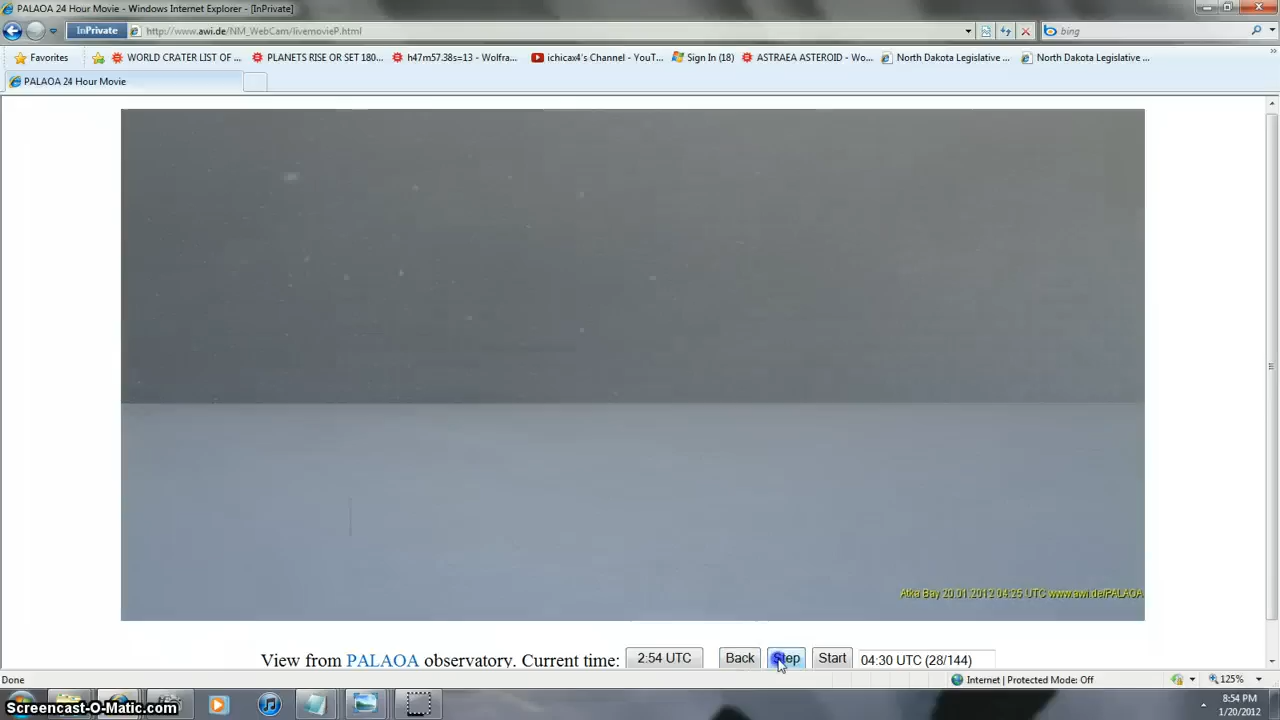 PALAOA 24 Hour Movie - Windows Internet Explorer - [InPrivate]
InPrivate http://www.awi.de/NM_WebCam/livemovieP.html bing
Favorites WORLD CRATER LIST OF ... PLANETS RISE OR SET 180... h47m57.38s=13 - Wolfra... ichicax4's Channel - YouT... Sign In (18) ASTRAEA ASTEROID - Wo... North Dakota Legislative ... North Dakota Legislative ...
PALAOA 24 Hour Movie
Atka Bay 20.01.2012 04:25 UTC www.awi.de/PALAOA
View from PALAOA observatory. Current time: 2:54 UTC Back Step Start 04:30 UTC (28/144)
Done Internet | Protected Mode: Off 125%
Screencast-O-Matic.com 8:54 PM
1/20/2012